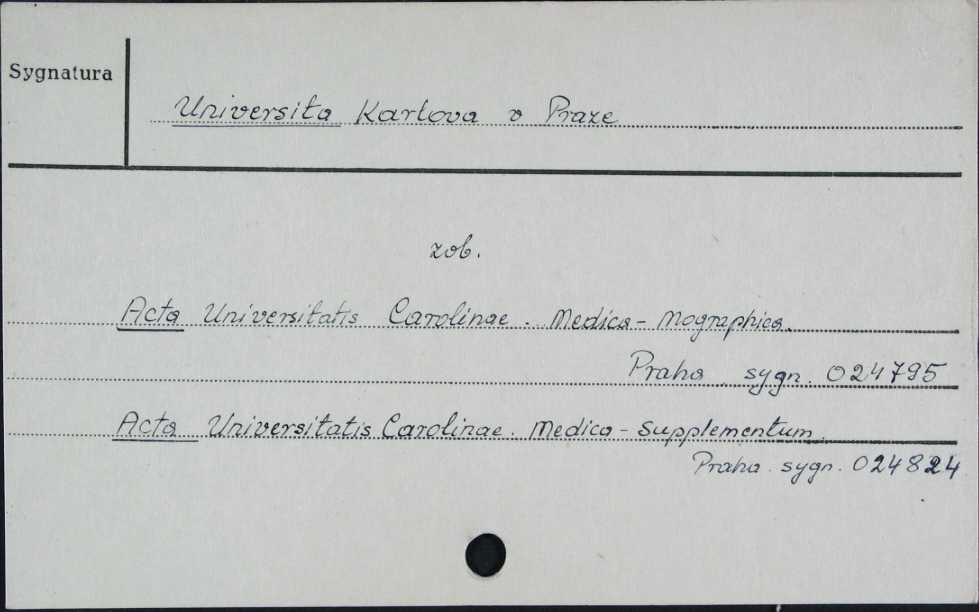 Sygnatura
Universita Karlova v Praze
zob.
Acta Universitatis Carolinae. Medica - Mographica.
Praha sygn. 024795
Acta Universitatis Carolinae. Medica - Supplementum.
Praha sygn. 024824